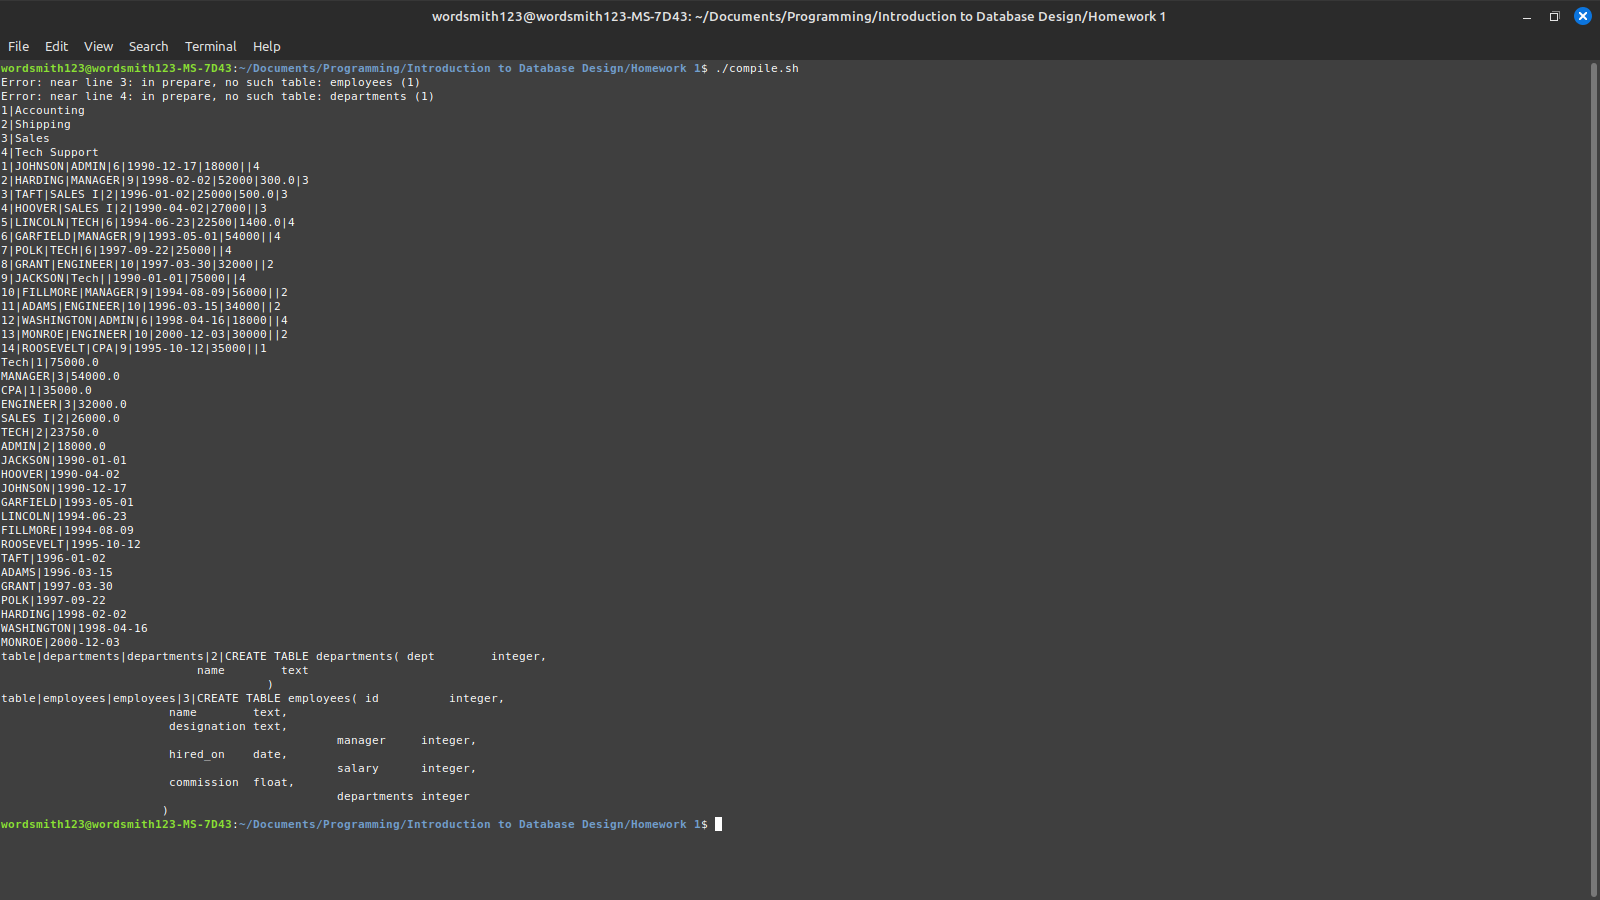 wordsmith123@wordsmith123-MS-7D43: ~/Documents/Programming/Introduction to Database Design/Homework 1
File Edit View Search Terminal Help
wordsmith123@wordsmith123-MS-7D43:~/Documents/Programming/Introduction to Database Design/Homework 1$ ./compile.sh
Error: near line 3: in prepare, no such table: employees (1)
Error: near line 4: in prepare, no such table: departments (1)
1|Accounting
2|Shipping
3|Sales
4|Tech Support
1|JOHNSON|ADMIN|6|1990-12-17|18000||4
2|HARDING|MANAGER|9|1998-02-02|52000|300.0|3
3|TAFT|SALES I|2|1996-01-02|25000|500.0|3
4|HOOVER|SALES I|2|1990-04-02|27000||3
5|LINCOLN|TECH|6|1994-06-23|22500|1400.0|4
6|GARFIELD|MANAGER|9|1993-05-01|54000||4
7|POLK|TECH|6|1997-09-22|25000||4
8|GRANT|ENGINEER|10|1997-03-30|32000||2
9|JACKSON|Tech||1990-01-01|75000||4
10|FILLMORE|MANAGER|9|1994-08-09|56000||2
11|ADAMS|ENGINEER|10|1996-03-15|34000||2
12|WASHINGTON|ADMIN|6|1998-04-16|18000||4
13|MONROE|ENGINEER|10|2000-12-03|30000||2
14|ROOSEVELT|CPA|9|1995-10-12|35000||1
Tech|1|75000.0
MANAGER|3|54000.0
CPA|1|35000.0
ENGINEER|3|32000.0
SALES I|2|26000.0
TECH|2|23750.0
ADMIN|2|18000.0
JACKSON|1990-01-01
HOOVER|1990-04-02
JOHNSON|1990-12-17
GARFIELD|1993-05-01
LINCOLN|1994-06-23
FILLMORE|1994-08-09
ROOSEVELT|1995-10-12
TAFT|1996-01-02
ADAMS|1996-03-15
GRANT|1997-03-30
POLK|1997-09-22
HARDING|1998-02-02
WASHINGTON|1998-04-16
MONROE|2000-12-03
table|departments|departments|2|CREATE TABLE departments( dept        integer,
                            name        text
                                      )
table|employees|employees|3|CREATE TABLE employees( id          integer,
                        name        text,
                        designation text,
                                                manager     integer,
                        hired_on    date,
                                                salary      integer,
                        commission  float,
                                                departments integer
                       )
wordsmith123@wordsmith123-MS-7D43:~/Documents/Programming/Introduction to Database Design/Homework 1$